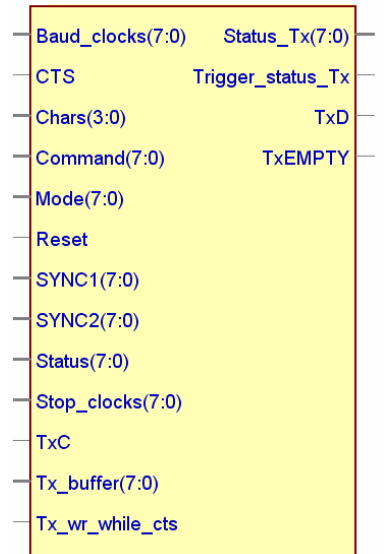 Baud_clocks(7:0) Status_Tx(7:0)
CTS Trigger_status_Tx
Chars(3:0) TxD
Command(7:0) TxEMPTY
Mode(7:0)
Reset
SYNC1(7:0)
SYNC2(7:0)
Status(7:0)
Stop_clocks(7:0)
TxC
Tx_buffer(7:0)
Tx_wr_while_cts